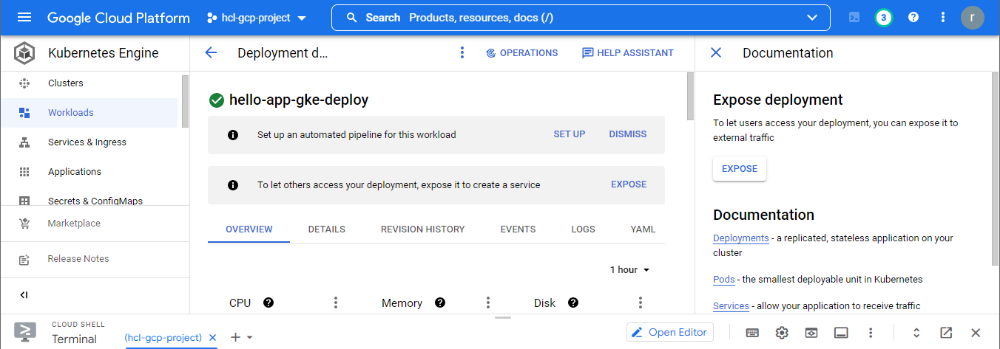 Google Cloud Platform
hcl-gcp-project
Search Products, resources, docs (/)
3
r
Kubernetes Engine
Clusters
Workloads
Services & Ingress
Applications
Secrets & ConfigMaps
Marketplace
Release Notes
Deployment d...
OPERATIONS
HELP ASSISTANT
hello-app-gke-deploy
Set up an automated pipeline for this workload
SET UP
DISMISS
To let others access your deployment, expose it to create a service
EXPOSE
OVERVIEW
DETAILS
REVISION HISTORY
EVENTS
LOGS
YAML
1 hour
CPU
Memory
Disk
Documentation
Expose deployment
To let users access your deployment, you can expose it to
external traffic
EXPOSE
Documentation
Deployments - a replicated, stateless application on your
cluster
Pods - the smallest deployable unit in Kubernetes
Services - allow your application to receive traffic
CLOUD SHELL
Terminal
(hcl-gcp-project)
Open Editor